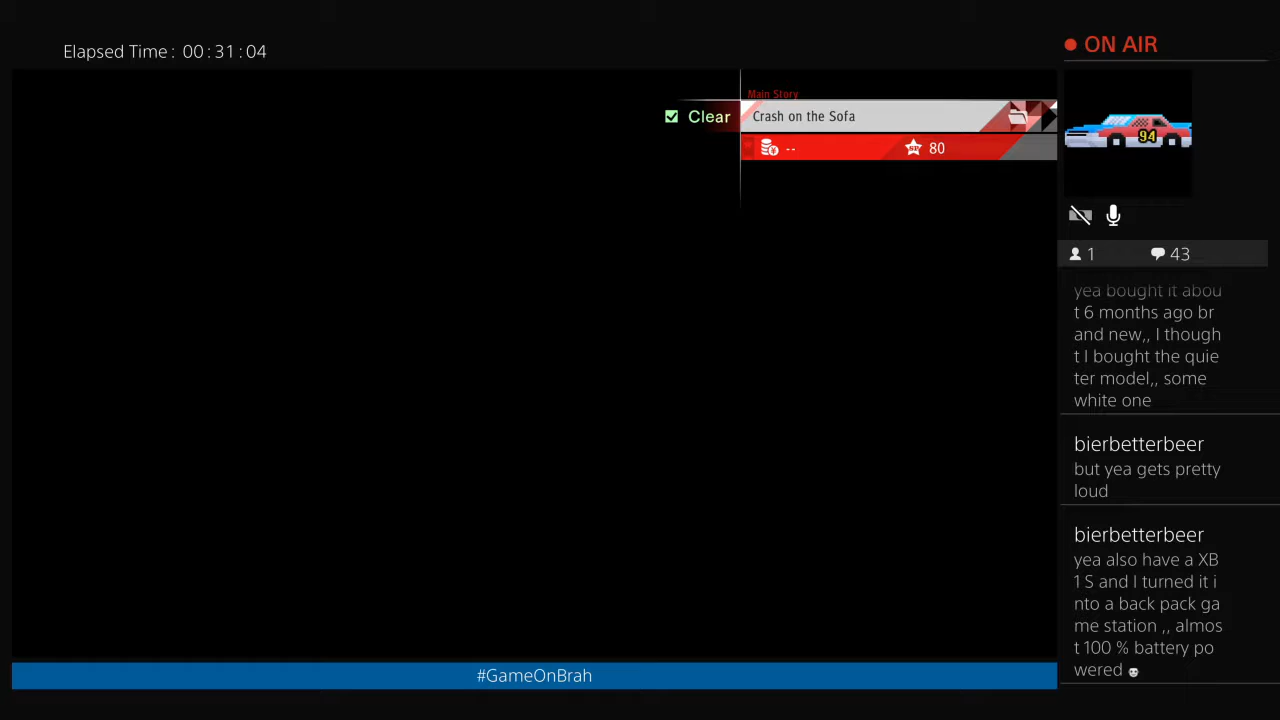 Elapsed Time: 00:31:04
ON AIR
Main Story
Clear
Crash on the Sofa
--
80
94
1
43
yea bought it abou
t 6 months ago br
and new,, I though
t I bought the quie
ter model,, some
white one
bierbetterbeer
but yea gets pretty
loud
bierbetterbeer
yea also have a XB
1 S and I turned it i
nto a back pack ga
me station ,, almos
t 100 % battery po
wered
#GameOnBrah